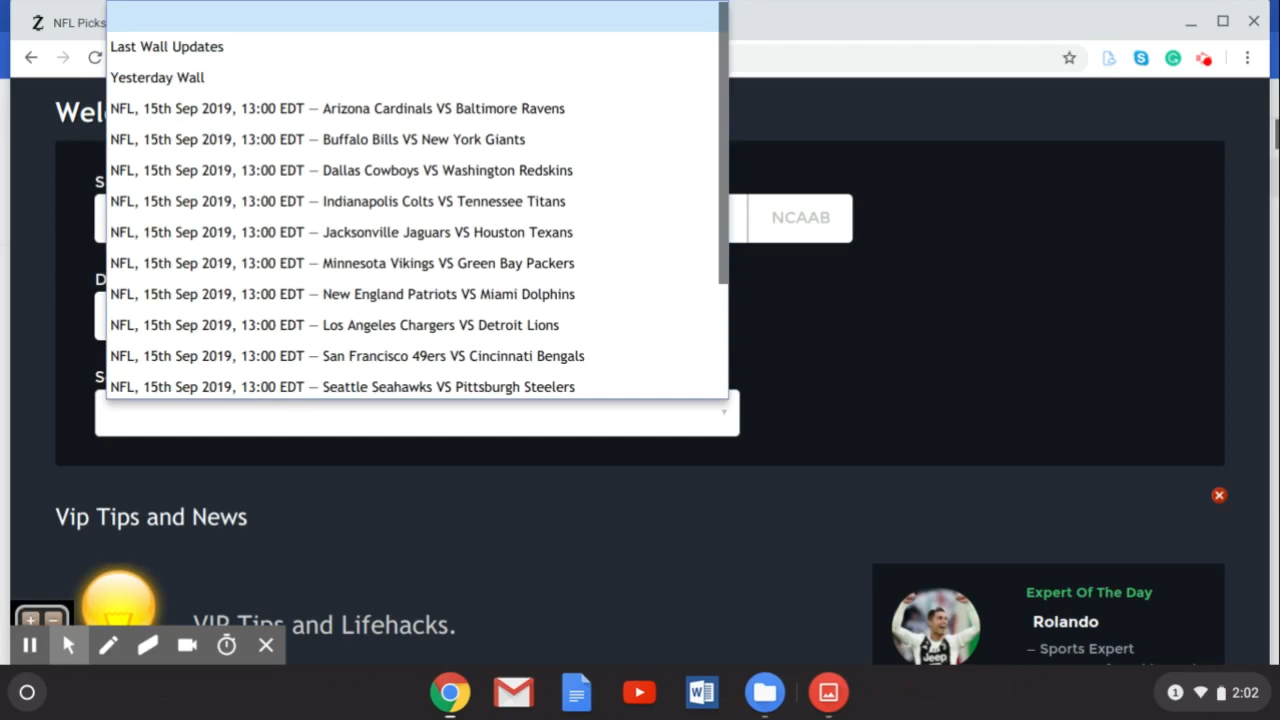 NFL Picks
Last Wall Updates
Yesterday Wall
NFL, 15th Sep 2019, 13:00 EDT – Arizona Cardinals VS Baltimore Ravens
NFL, 15th Sep 2019, 13:00 EDT – Buffalo Bills VS New York Giants
NFL, 15th Sep 2019, 13:00 EDT – Dallas Cowboys VS Washington Redskins
NFL, 15th Sep 2019, 13:00 EDT – Indianapolis Colts VS Tennessee Titans
NFL, 15th Sep 2019, 13:00 EDT – Jacksonville Jaguars VS Houston Texans
NFL, 15th Sep 2019, 13:00 EDT – Minnesota Vikings VS Green Bay Packers
NFL, 15th Sep 2019, 13:00 EDT – New England Patriots VS Miami Dolphins
NFL, 15th Sep 2019, 13:00 EDT – Los Angeles Chargers VS Detroit Lions
NFL, 15th Sep 2019, 13:00 EDT – San Francisco 49ers VS Cincinnati Bengals
NFL, 15th Sep 2019, 13:00 EDT – Seattle Seahawks VS Pittsburgh Steelers
Wel
S
NCAAB
D
S
Vip Tips and News
VIP Tips and Lifehacks.
Expert Of The Day
Rolando
– Sports Expert
Jeep
1
2:02